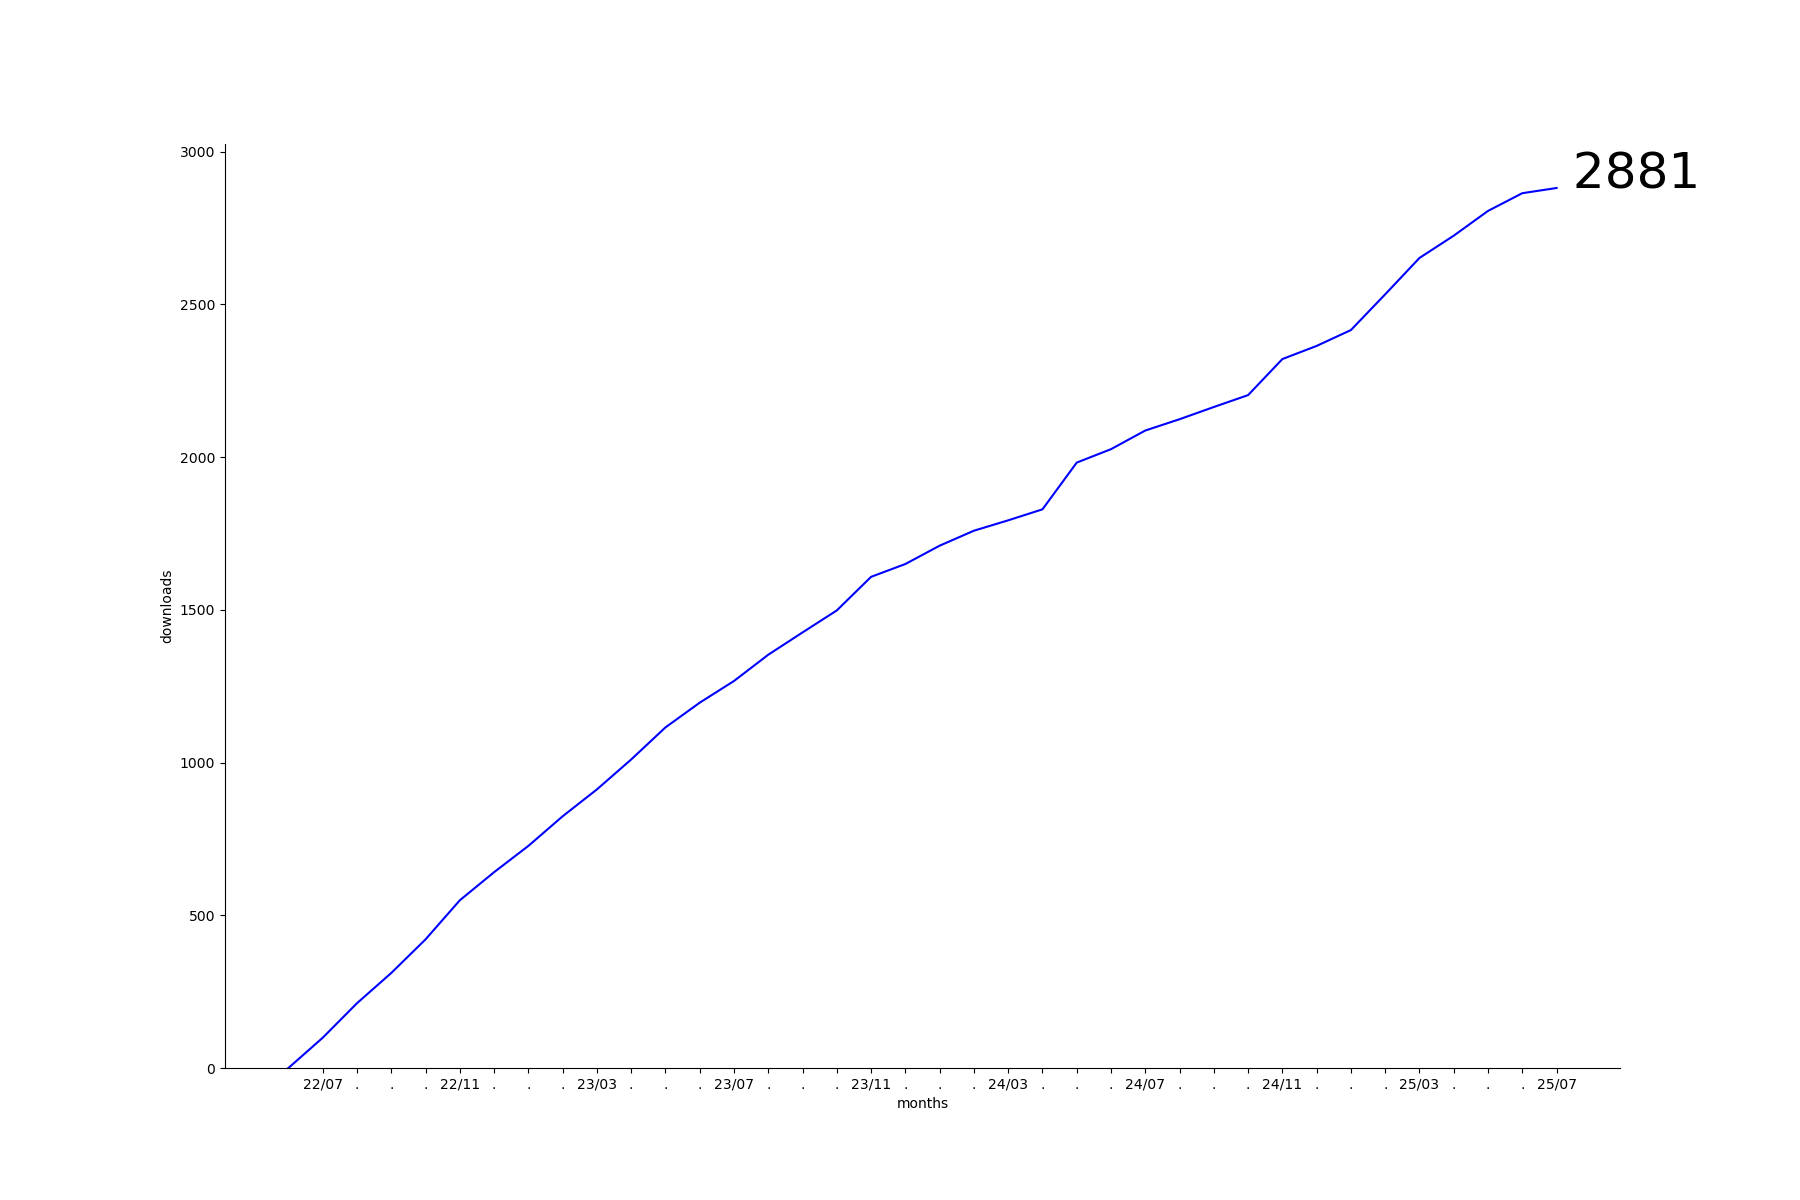 2881
3000
2500
2000
1500
1000
500
0
downloads
22/07 . . . 22/11 . . . 23/03 . . . 23/07 . . . 23/11 . . . 24/03 . . . 24/07 . . . 24/11 . . . 25/03 . . . 25/07
months